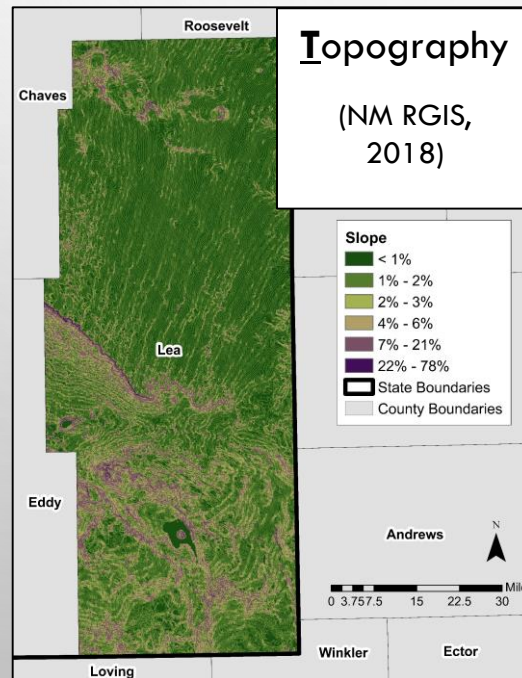 Roosevelt
Topography
(NM RGIS,
2018)
Chaves
Slope
< 1%
1% - 2%
2% - 3%
4% - 6%
7% - 21%
22% - 78%
State Boundaries
County Boundaries
Lea
Eddy
Andrews
N
Mile
0 3.757.5 15 22.5 30
Winkler Ector
Loving